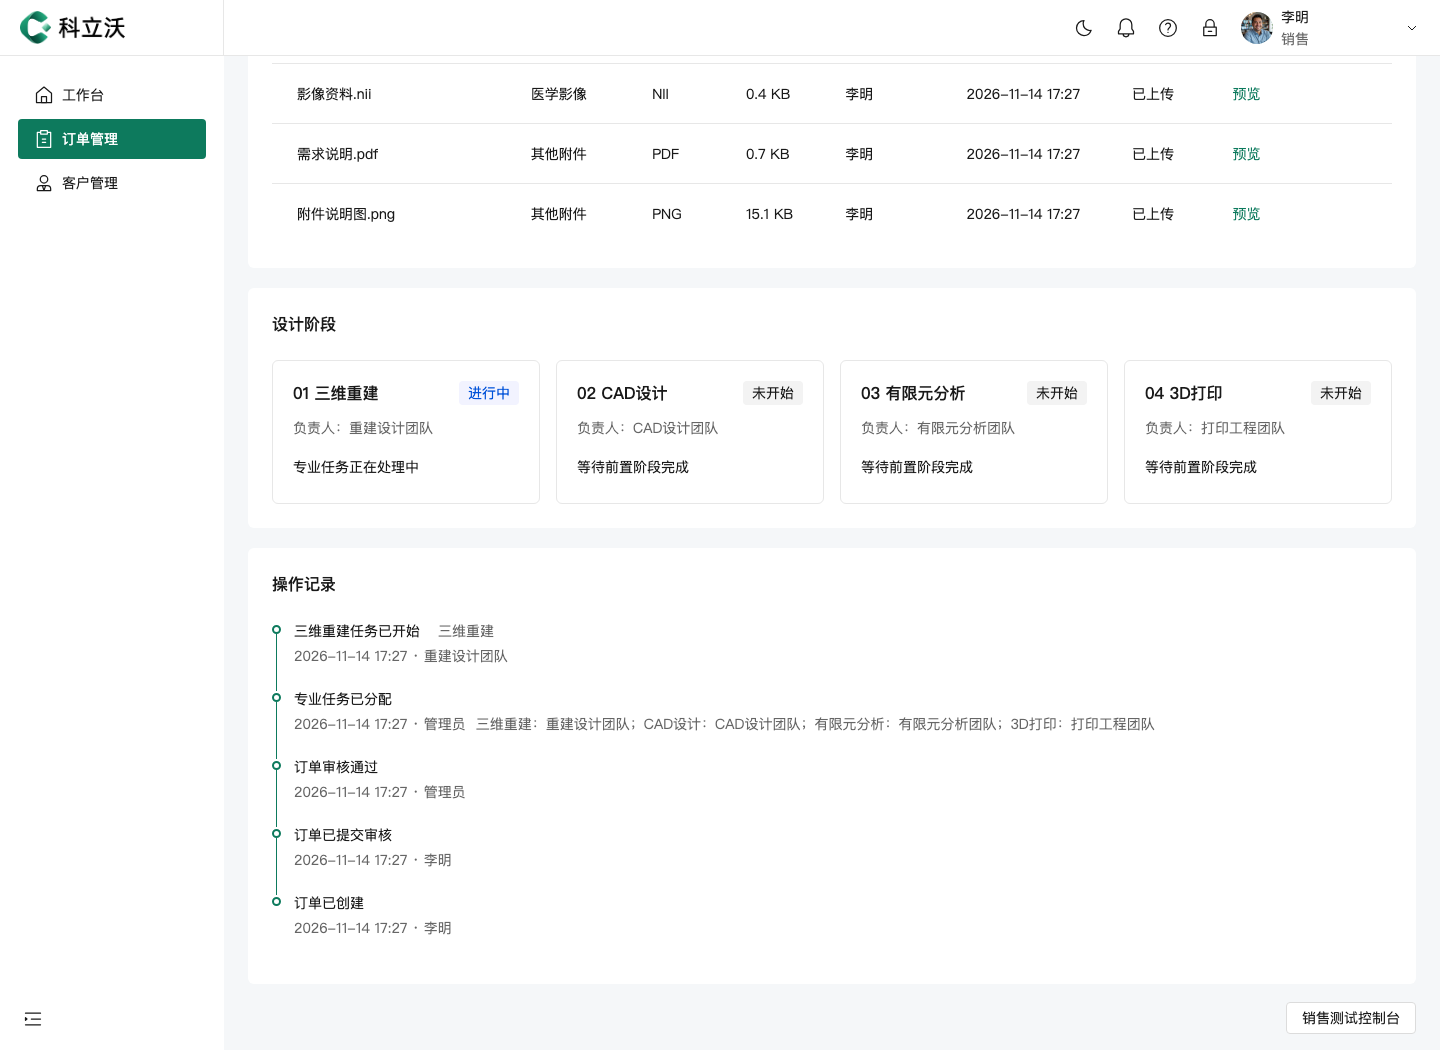 科立沃
李明
销售
工作台
订单管理
客户管理
影像资料.nii 医学影像 NII 0.4 KB 李明 2026-11-14 17:27 已上传 预览
需求说明.pdf 其他附件 PDF 0.7 KB 李明 2026-11-14 17:27 已上传 预览
附件说明图.png 其他附件 PNG 15.1 KB 李明 2026-11-14 17:27 已上传 预览
设计阶段
01 三维重建 进行中
负责人：重建设计团队
专业任务正在处理中
02 CAD设计 未开始
负责人：CAD设计团队
等待前置阶段完成
03 有限元分析 未开始
负责人：有限元分析团队
等待前置阶段完成
04 3D打印 未开始
负责人：打印工程团队
等待前置阶段完成
操作记录
三维重建任务已开始 三维重建
2026-11-14 17:27 · 重建设计团队
专业任务已分配
2026-11-14 17:27 · 管理员 三维重建：重建设计团队；CAD设计：CAD设计团队；有限元分析：有限元分析团队；3D打印：打印工程团队
订单审核通过
2026-11-14 17:27 · 管理员
订单已提交审核
2026-11-14 17:27 · 李明
订单已创建
2026-11-14 17:27 · 李明
销售测试控制台